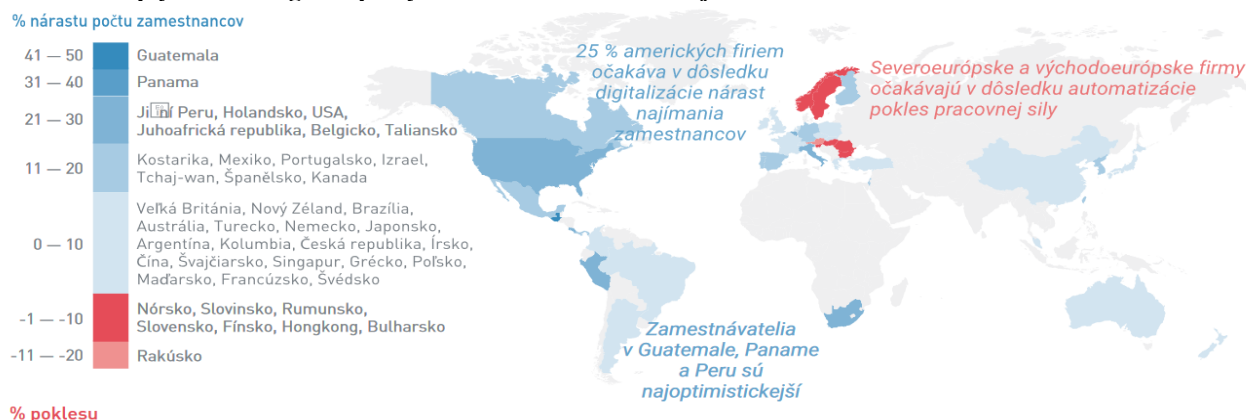 % nárastu počtu zamestnancov
41 — 50 Guatemala
31 — 40 Panama
21 — 30 Peru, Holandsko, USA,
Juhoafrická republika, Belgicko, Taliansko
11 — 20 Kostarika, Mexiko, Portugalsko, Izrael,
Tchaj-wan, Španělsko, Kanada
0 — 10 Veľká Británia, Nový Zéland, Brazília,
Austrália, Turecko, Nemecko, Japonsko,
Argentína, Kolumbia, Česká republika, Írsko,
Čína, Švajčiarsko, Singapur, Grécko, Poľsko,
Maďarsko, Francúzsko, Švédsko
-1 — -10 Nórsko, Slovinsko, Rumunsko,
Slovensko, Fínsko, Hongkong, Bulharsko
-11 — -20 Rakúsko
% poklesu
25 % amerických firiem
očakáva v dôsledku
digitalizácie nárast
najímania
zamestnancov
Severoeurópske a východoeurópske firmy
očakávajú v dôsledku automatizácie
pokles pracovnej sily
Zamestnávatelia
v Guatemale, Paname
a Peru sú
najoptimistickejší